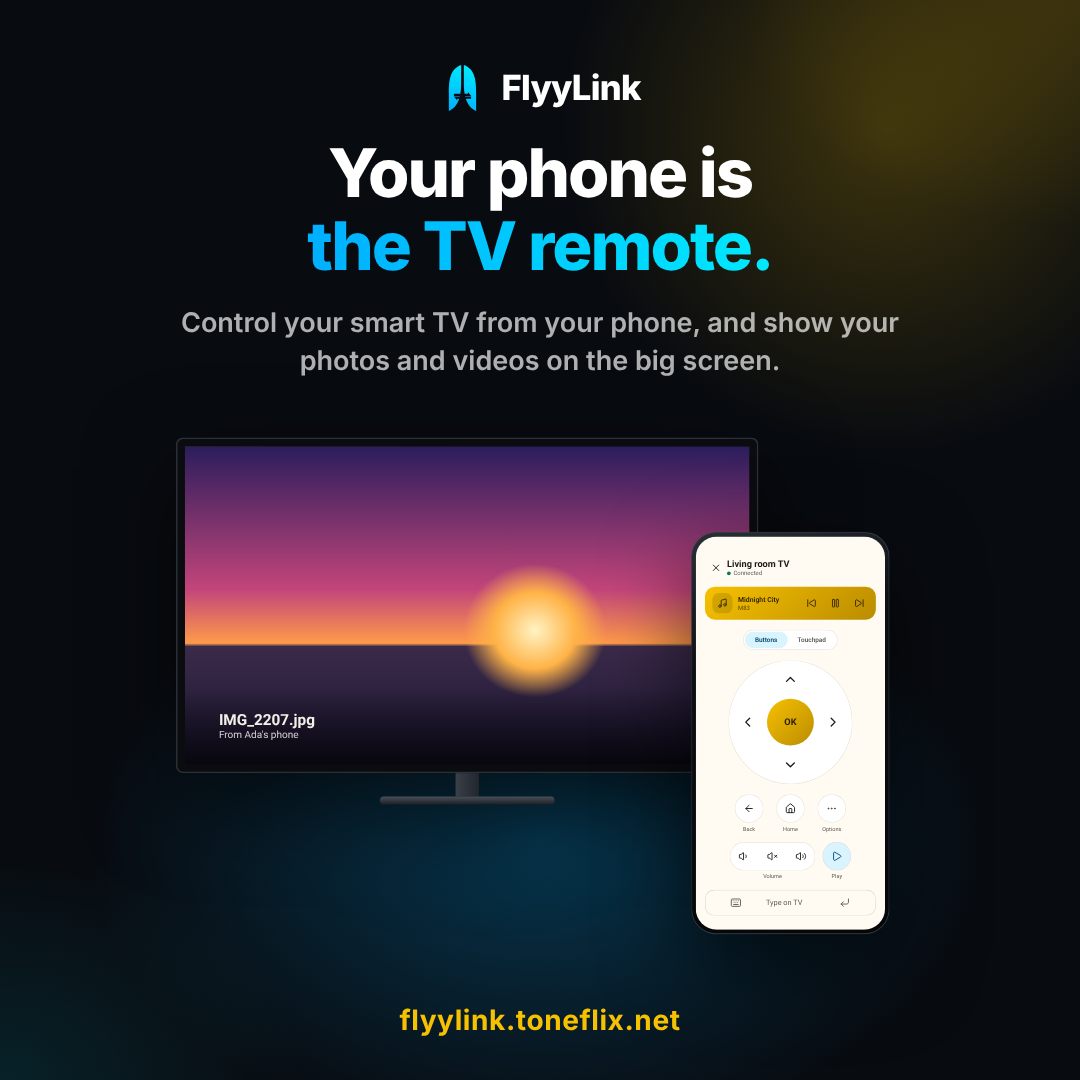 FlyyLink
Your phone is
the TV remote.
Control your smart TV from your phone, and show your
photos and videos on the big screen.
IMG_2207.jpg
From Ada's phone
Living room TV
Connected
Midnight City
M83
Buttons
Touchpad
OK
Back
Home
Options
Volume
Play
Type on TV
flyylink.toneflix.net